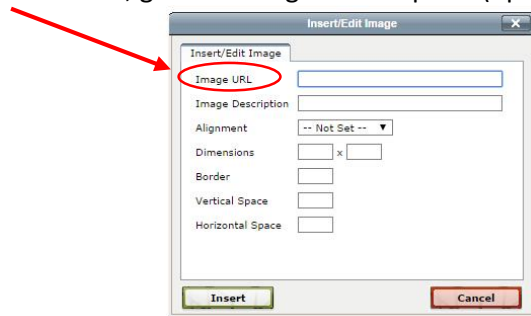 Insert/Edit Image
Insert/Edit Image
Image URL
Image Description
Alignment -- Not Set --
Dimensions x
Border
Vertical Space
Horizontal Space
Insert Cancel